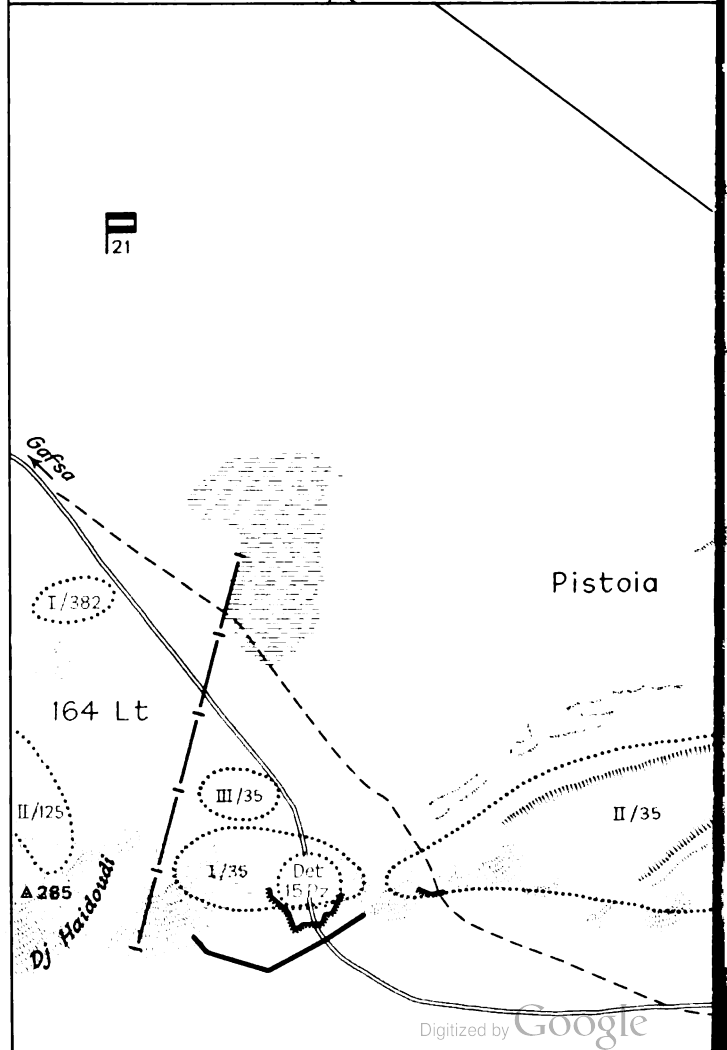 21
Gafsa
I/382
Pistoia
164 Lt
III/35
II/125
II/35
I/35
Det
15 Pz
285
Dj Haidoudi
Digitized by Google